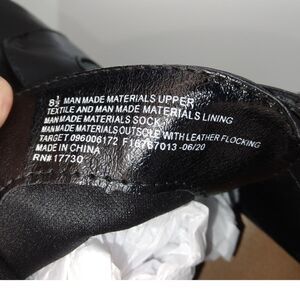 8½ MAN MADE MATERIALS UPPER
TEXTILE AND MAN MADE MATERIALS LINING
MAN MADE MATERIALS SOCK
MAN MADE MATERIALS OUTSOLE WITH LEATHER FLOCKING
TARGET 096006172 F16767013 -06/20
MADE IN CHINA
RN# 17730